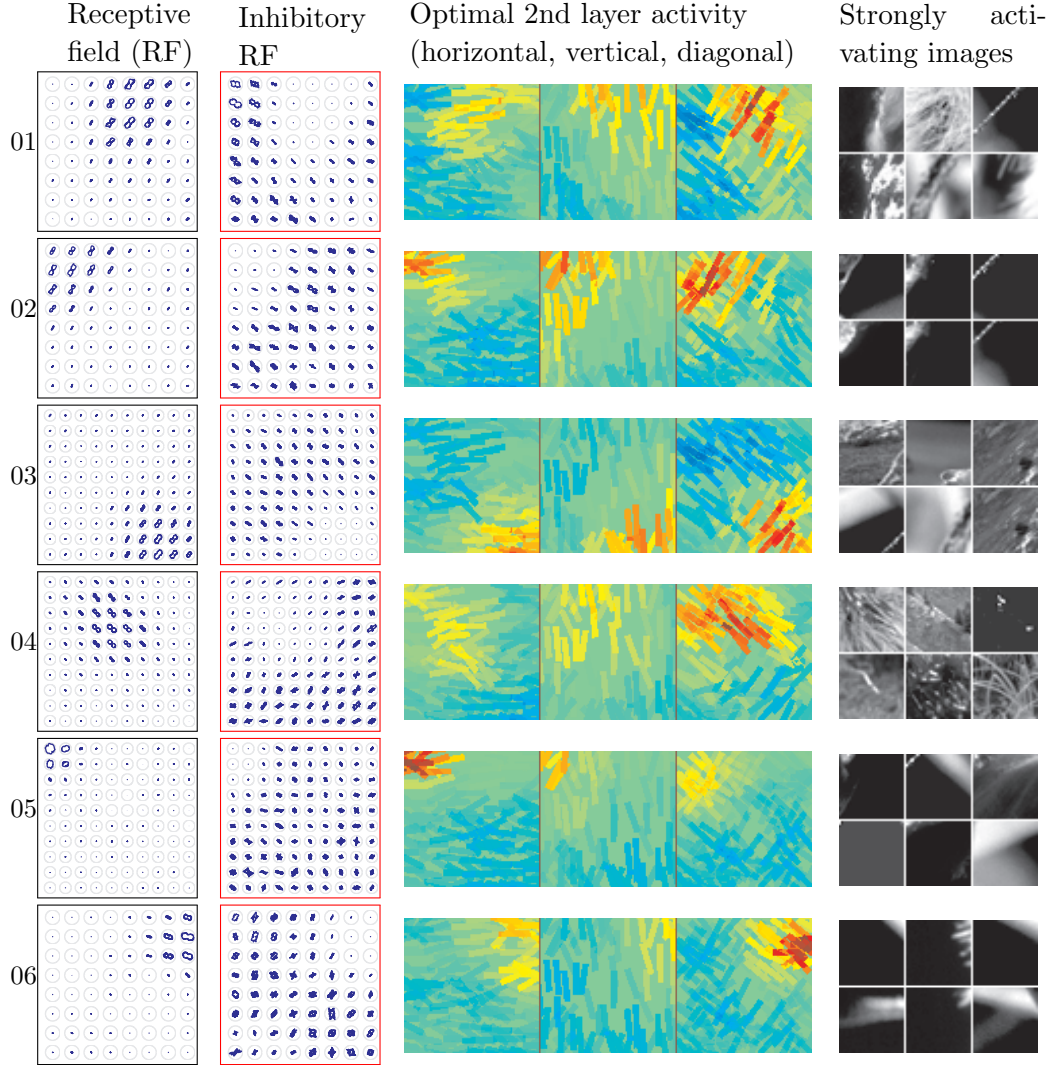 Receptive
field (RF)
Inhibitory
RF
Optimal 2nd layer activity
(horizontal, vertical, diagonal)
Strongly acti-
vating images
01
02
03
04
05
06